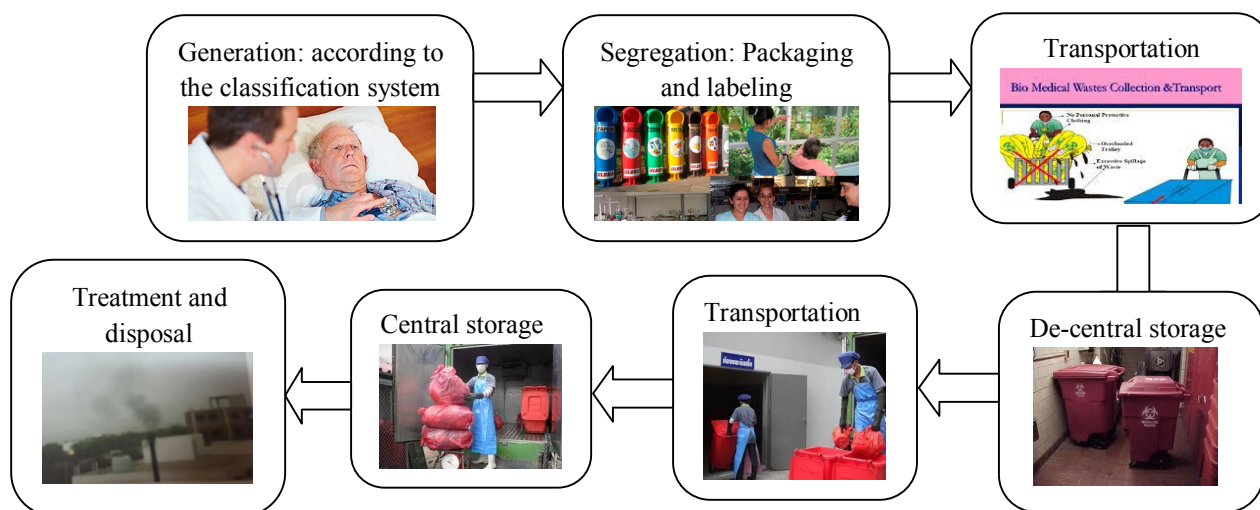 Generation: according to
the classification system
Segregation: Packaging
and labeling
Transportation
Bio Medical Wastes Collection &Transport
No Personal Protective
Clothing
Overloaded
Trolley
Excessive Spillage
of Waste
De-central storage
Transportation
Central storage
Treatment and
disposal